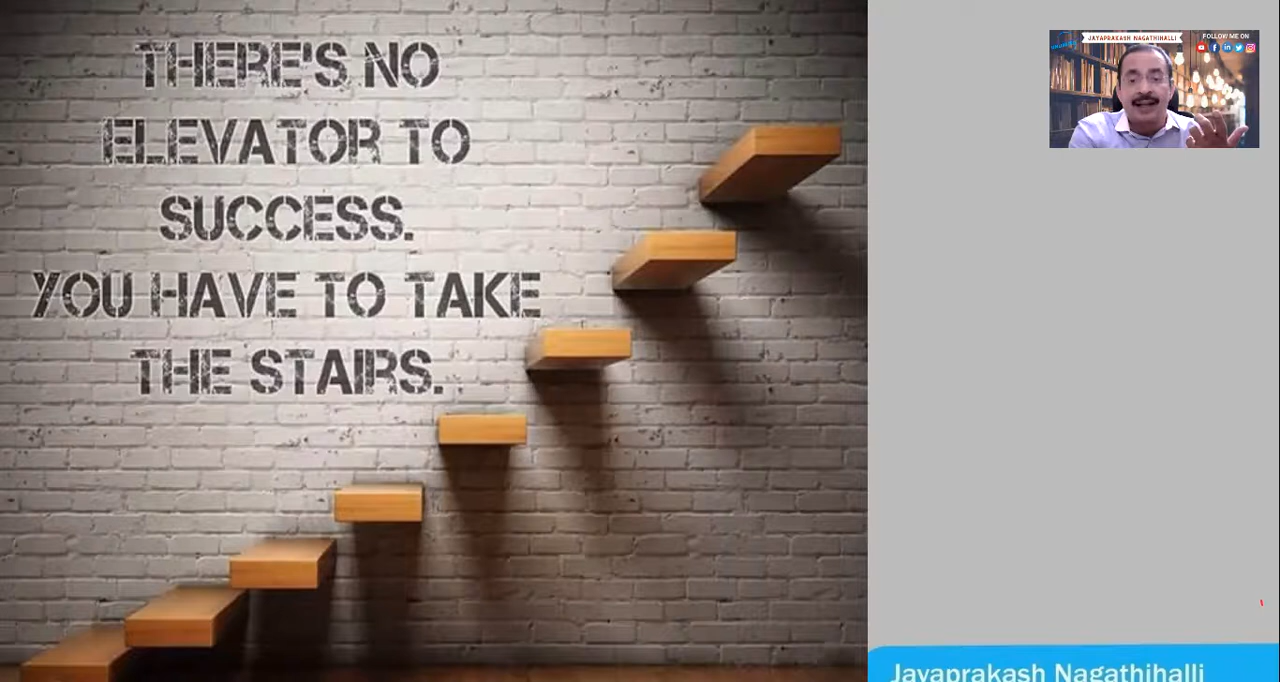 THERE'S NO
ELEVATOR TO
SUCCESS.
YOU HAVE TO TAKE
THE STAIRS.
JAYAPRAKASH NAGATHIHALLI
FOLLOW ME ON
Jayaprakash Nagathihalli